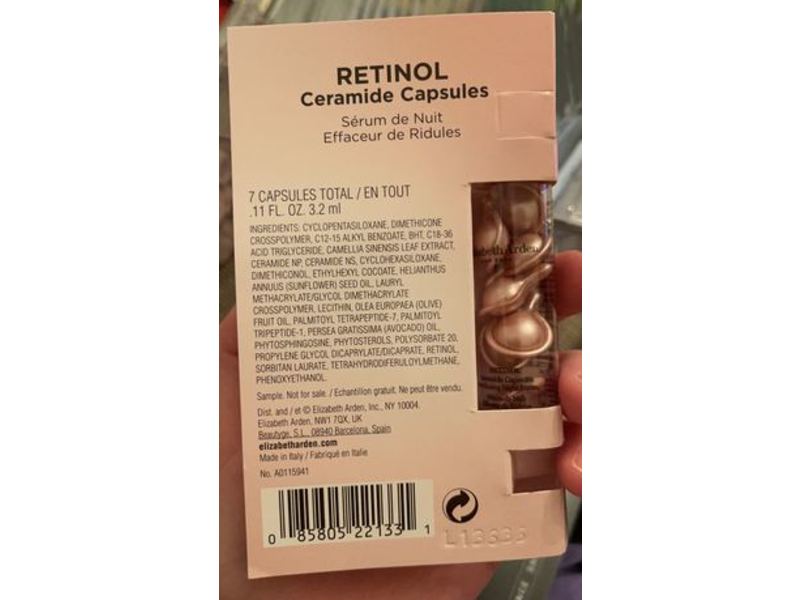 RETINOL
Ceramide Capsules
Sérum de Nuit
Effaceur de Ridules
7 CAPSULES TOTAL / EN TOUT
.11 FL. OZ. 3.2 ml
INGREDIENTS: CYCLOPENTASILOXANE, DIMETHICONE
CROSSPOLYMER, C12-15 ALKYL BENZOATE, BHT, C18-36
ACID TRIGLYCERIDE, CAMELLIA SINENSIS LEAF EXTRACT,
CERAMIDE NP, CERAMIDE NS, CYCLOHEXASILOXANE,
DIMETHICONOL, ETHYLHEXYL COCOATE, HELIANTHUS
ANNUUS (SUNFLOWER) SEED OIL, LAURYL
METHACRYLATE/GLYCOL DIMETHACRYLATE
CROSSPOLYMER, LECITHIN, OLEA EUROPAEA (OLIVE)
FRUIT OIL, PALMITOYL TETRAPEPTIDE-7, PALMITOYL
TRIPEPTIDE-1, PERSEA GRATISSIMA (AVOCADO) OIL,
PHYTOSPHINGOSINE, PHYTOSTEROLS, POLYSORBATE 20,
PROPYLENE GLYCOL DICAPRYLATE/DICAPRATE, RETINOL,
SORBITAN LAURATE, TETRAHYDRODIFERULOYLMETHANE,
PHENOXYETHANOL.
Sample. Not for sale. / Echantillon gratuit. Ne peut être vendu.
Dist. and / et © Elizabeth Arden, Inc., NY 10004.
Elizabeth Arden, NW1 7QX, UK
Beautyge, S.L., 08940 Barcelona, Spain
elizabetharden.com
Made in Italy / Fabriqué en Italie
No. A0115941
0 85805 22133 1
Arden
RETINOL
Ceramide Capsules